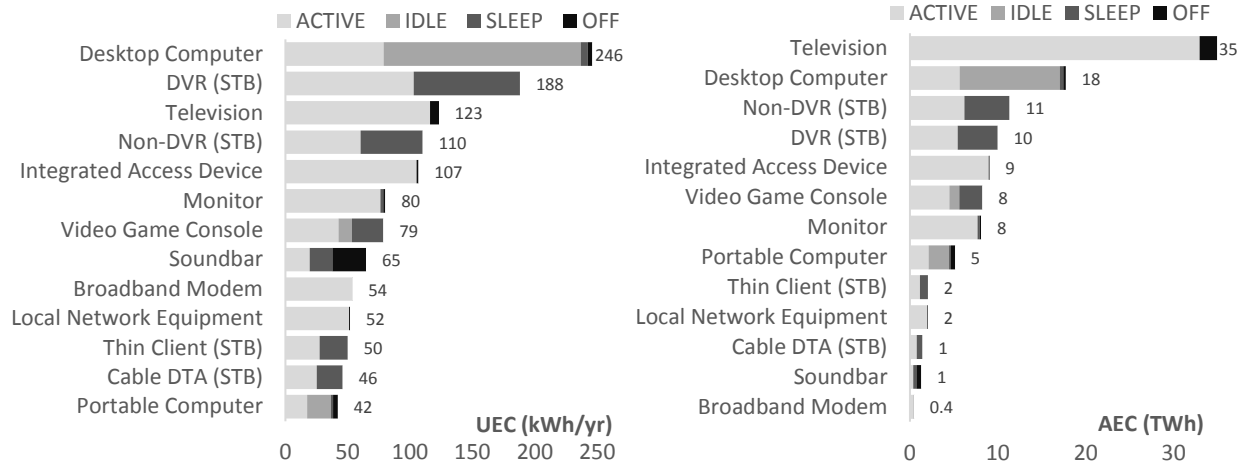 ACTIVE IDLE SLEEP OFF
Desktop Computer 246
DVR (STB) 188
Television 123
Non-DVR (STB) 110
Integrated Access Device 107
Monitor 80
Video Game Console 79
Soundbar 65
Broadband Modem 54
Local Network Equipment 52
Thin Client (STB) 50
Cable DTA (STB) 46
Portable Computer 42
UEC (kWh/yr)
0 50 100 150 200 250
ACTIVE IDLE SLEEP OFF
Television 35
Desktop Computer 18
Non-DVR (STB) 11
DVR (STB) 10
Integrated Access Device 9
Video Game Console 8
Monitor 8
Portable Computer 5
Thin Client (STB) 2
Local Network Equipment 2
Cable DTA (STB) 1
Soundbar 1
Broadband Modem 0.4
AEC (TWh)
0 10 20 30